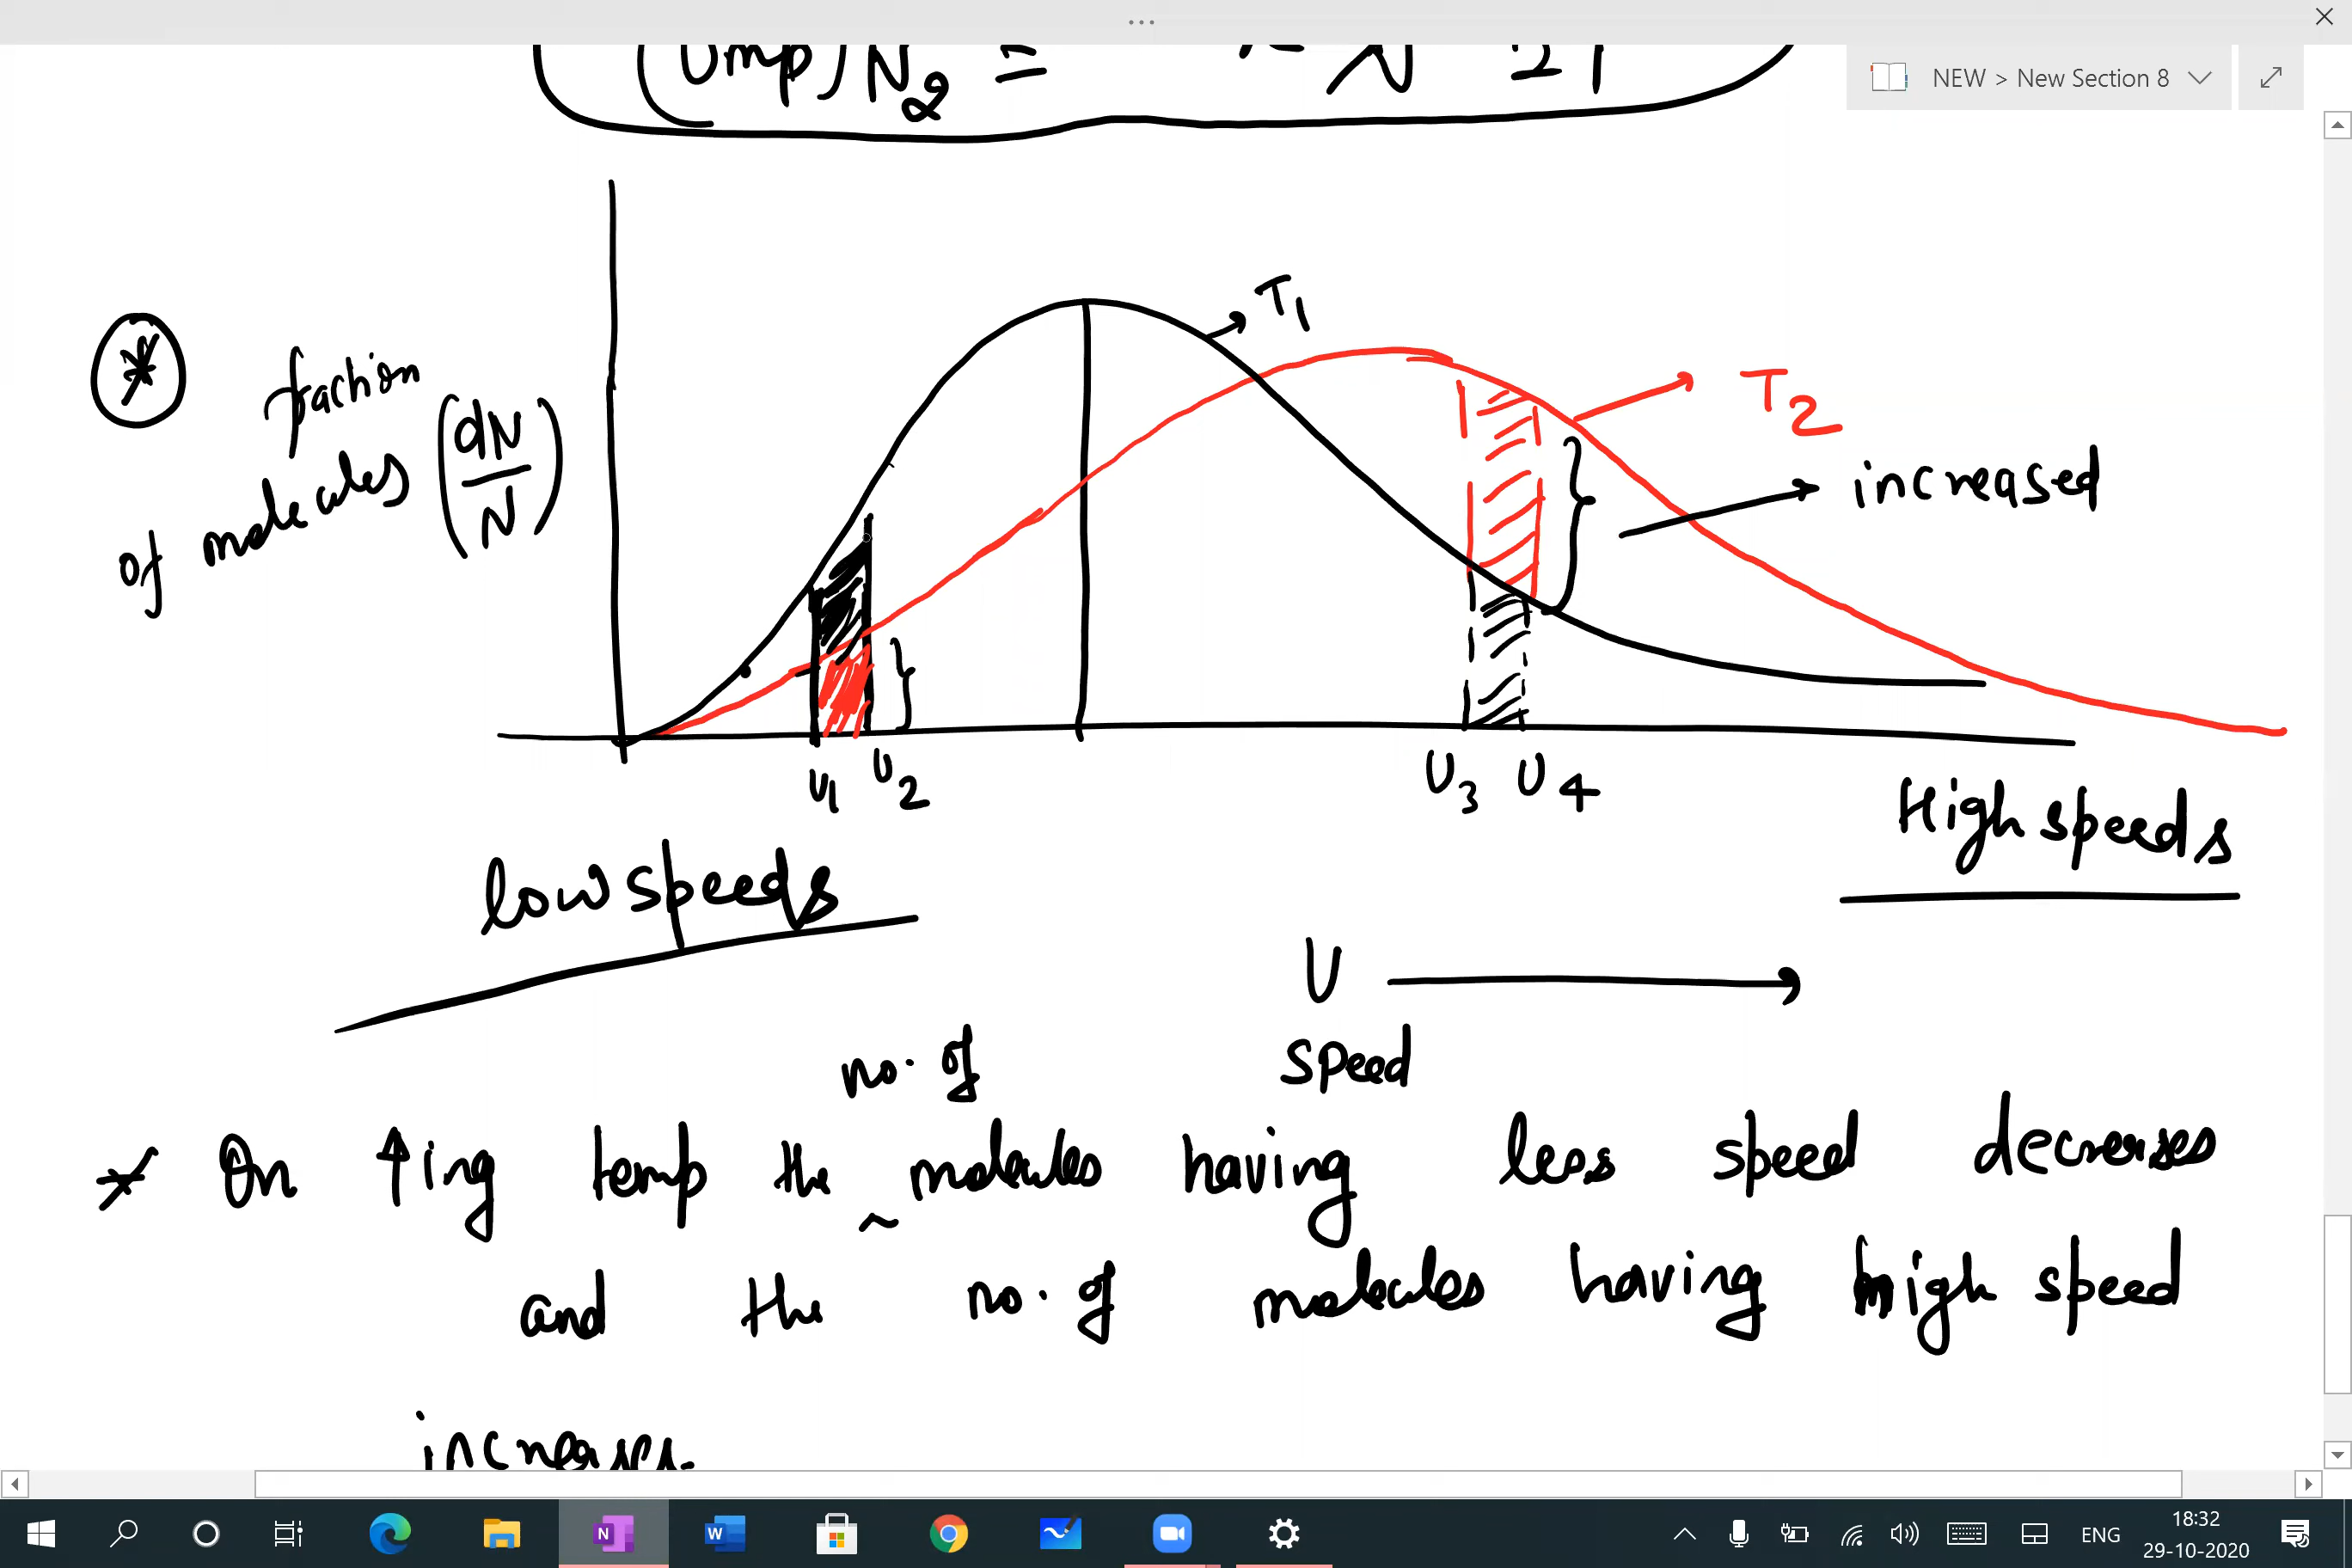 NEW > New Section 8
(Ump)N2 =
T1
T2
faction
of molecules (dN/N)
increased
U1 U2 U3 U4
High speeds
low speeds
U
speed
no. of
* On ↑ing temp the molecules having less speed decreases
and the no. of molecules having high speed
increases.
ENG
18:32
29-10-2020